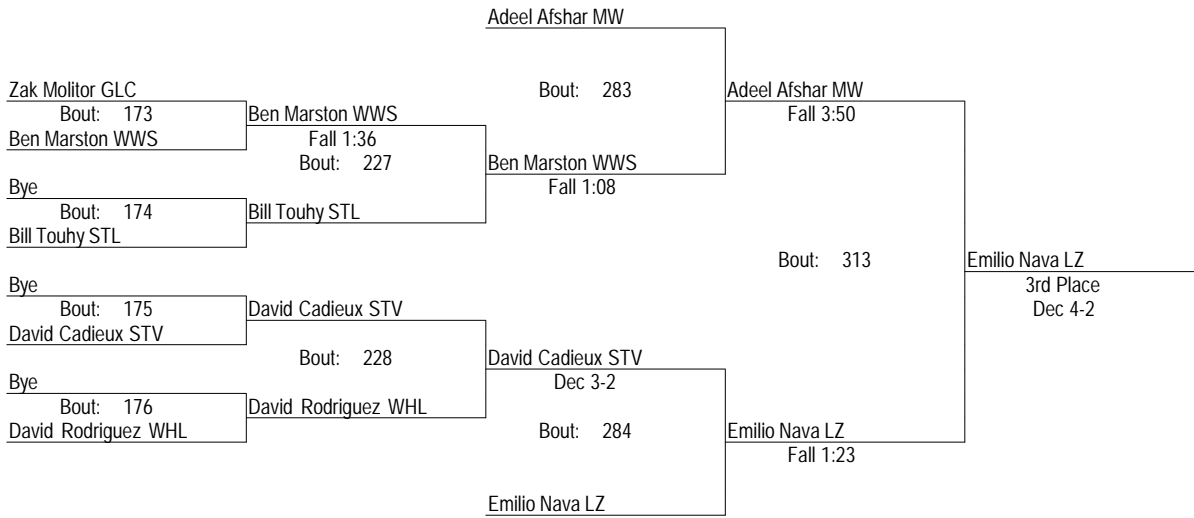 Adeel Afshar MW
Zak Molitor GLC
Bout: 283
Adeel Afshar MW
Bout: 173
Ben Marston WWS
Fall 3:50
Ben Marston WWS
Fall 1:36
Bout: 227
Ben Marston WWS
Bye
Fall 1:08
Bout: 174
Bill Touhy STL
Bill Touhy STL
Bout: 313
Emilio Nava LZ
Bye
3rd Place
Bout: 175
David Cadieux STV
Dec 4-2
David Cadieux STV
Bout: 228
David Cadieux STV
Bye
Dec 3-2
Bout: 176
David Rodriguez WHL
David Rodriguez WHL
Bout: 284
Emilio Nava LZ
Fall 1:23
Emilio Nava LZ